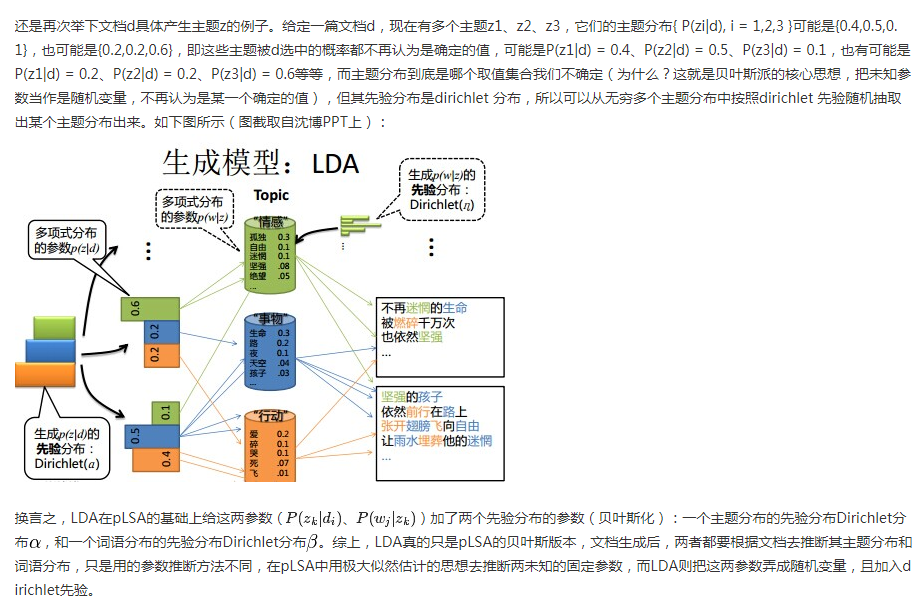 还是再次举下文档d具体产生主题z的例子。给定一篇文档d，现在有多个主题z1、z2、z3，它们的主题分布{ P(zi|d), i = 1,2,3 }可能是{0.4,0.5,0.
1}，也可能是{0.2,0.2,0.6}，即这些主题被d选中的概率都不再认为是确定的值，可能是P(z1|d) = 0.4、P(z2|d) = 0.5、P(z3|d) = 0.1，也有可能是
P(z1|d) = 0.2、P(z2|d) = 0.2、P(z3|d) = 0.6等等，而主题分布到底是哪个取值集合我们不确定（为什么？这就是贝叶斯派的核心思想，把未知参
数当作是随机变量，不再认为是某一个确定的值），但其先验分布是dirichlet 分布，所以可以从无穷多个主题分布中按照dirichlet 先验随机抽取
出某个主题分布出来。如下图所示（图截取自沈博PPT上）：
生成模型：LDA
生成p(w|z)的
先验分布：
Dirichlet(η)
Topic
多项式分布
的参数p(w|z)
多项式分布
的参数p(z|d)
...
...
...
"情感"
孤独 0.3
自由 0.1
迷惘 0.1
坚强 .08
绝望 .05
...
0.6
0.2
0.2
"事物"
生命 0.3
路 0.2
夜 0.1
天空 .04
孩子 .03
...
不再迷惘的生命
被燃碎千万次
也依然坚强
...
0.1
0.5
0.4
"行动"
爱 0.2
碎 0.1
哭 0.1
死 .07
飞 .01
坚强的孩子
依然前行在路上
张开翅膀飞向自由
让雨水埋葬他的迷惘
...
生成p(z|d)的
先验分布：
Dirichlet(α)
换言之，LDA在pLSA的基础上给这两参数（P(zk|di)、P(wj|zk)）加了两个先验分布的参数（贝叶斯化）：一个主题分布的先验分布Dirichlet分
布α，和一个词语分布的先验分布Dirichlet分布β。综上，LDA真的只是pLSA的贝叶斯版本，文档生成后，两者都要根据文档去推断其主题分布和
词语分布，只是用的参数推断方法不同，在pLSA中用极大似然估计的思想去推断两未知的固定参数，而LDA则把这两参数弄成随机变量，且加入d
irichlet先验。